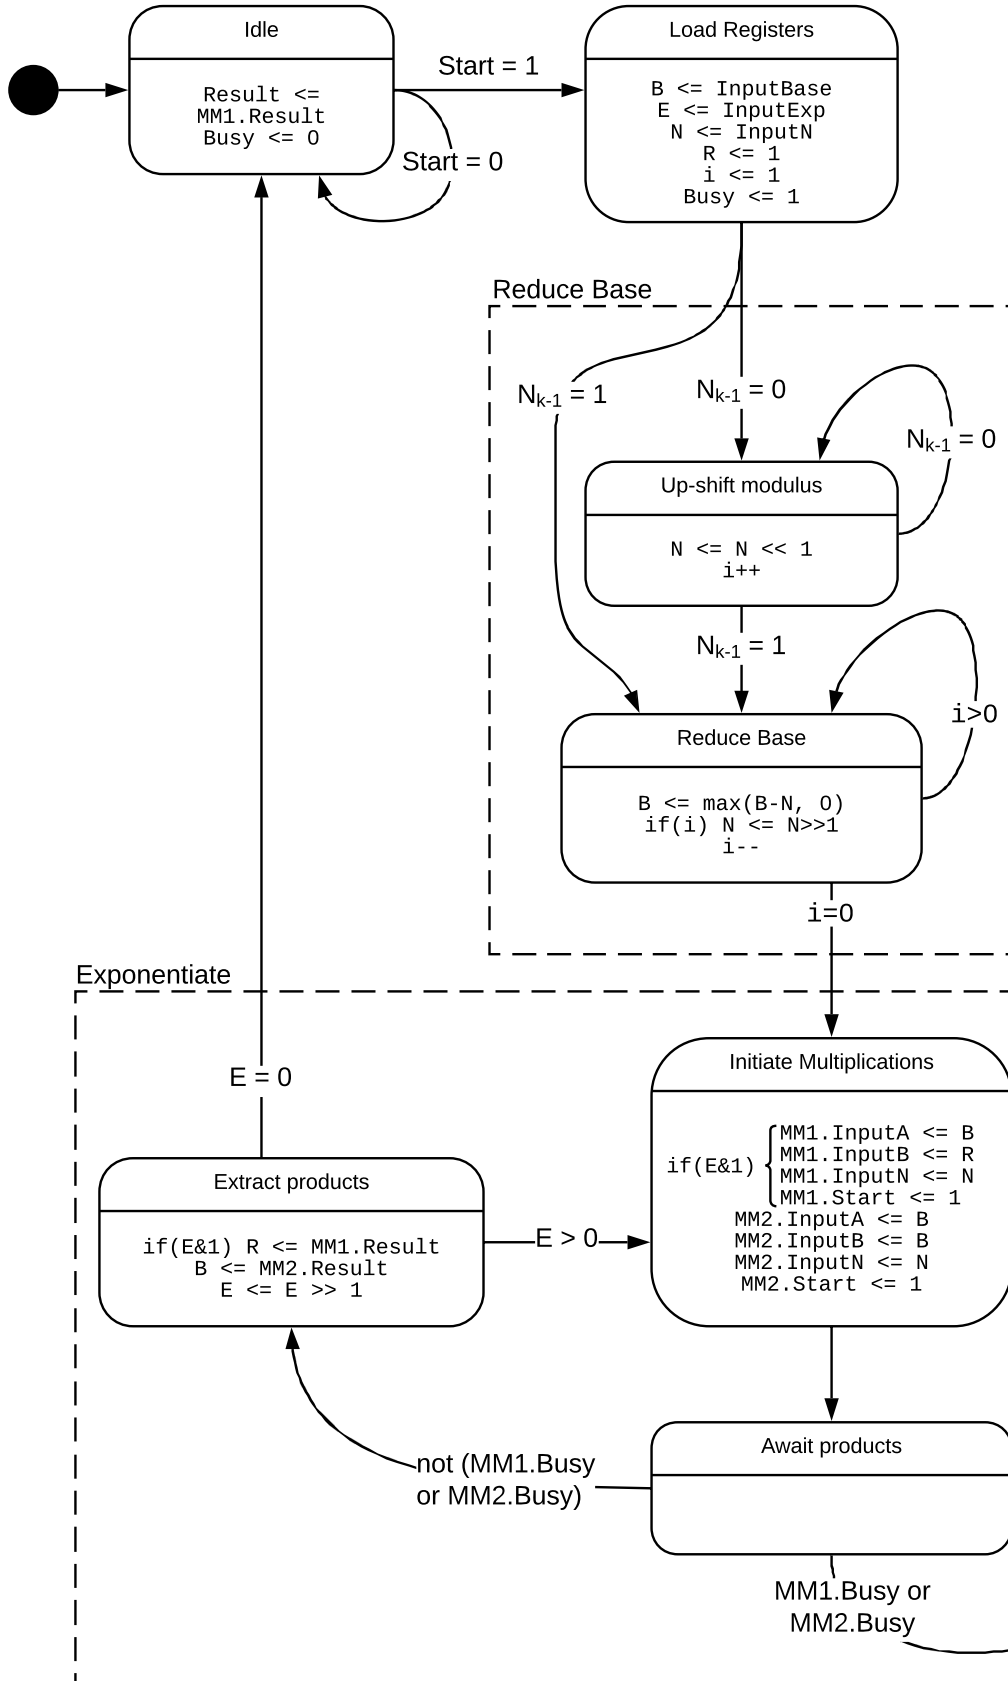 Idle
Result <=
MM1.Result
Busy <= 0
Start = 1
Start = 0
Load Registers
B <= InputBase
E <= InputExp
N <= InputN
R <= 1
i <= 1
Busy <= 1
Reduce Base
Nk-1 = 1
Nk-1 = 0
Nk-1 = 0
Up-shift modulus
N <= N << 1
i++
Nk-1 = 1
i>0
Reduce Base
B <= max(B-N, 0)
if(i) N <= N>>1
i--
i=0
Exponentiate
E = 0
Initiate Multiplications
if(E&1)
MM1.InputA <= B
MM1.InputB <= R
MM1.InputN <= N
MM1.Start <= 1
MM2.InputA <= B
MM2.InputB <= B
MM2.InputN <= N
MM2.Start <= 1
Extract products
if(E&1) R <= MM1.Result
B <= MM2.Result
E <= E >> 1
E > 0
Await products
not (MM1.Busy
or MM2.Busy)
MM1.Busy or
MM2.Busy